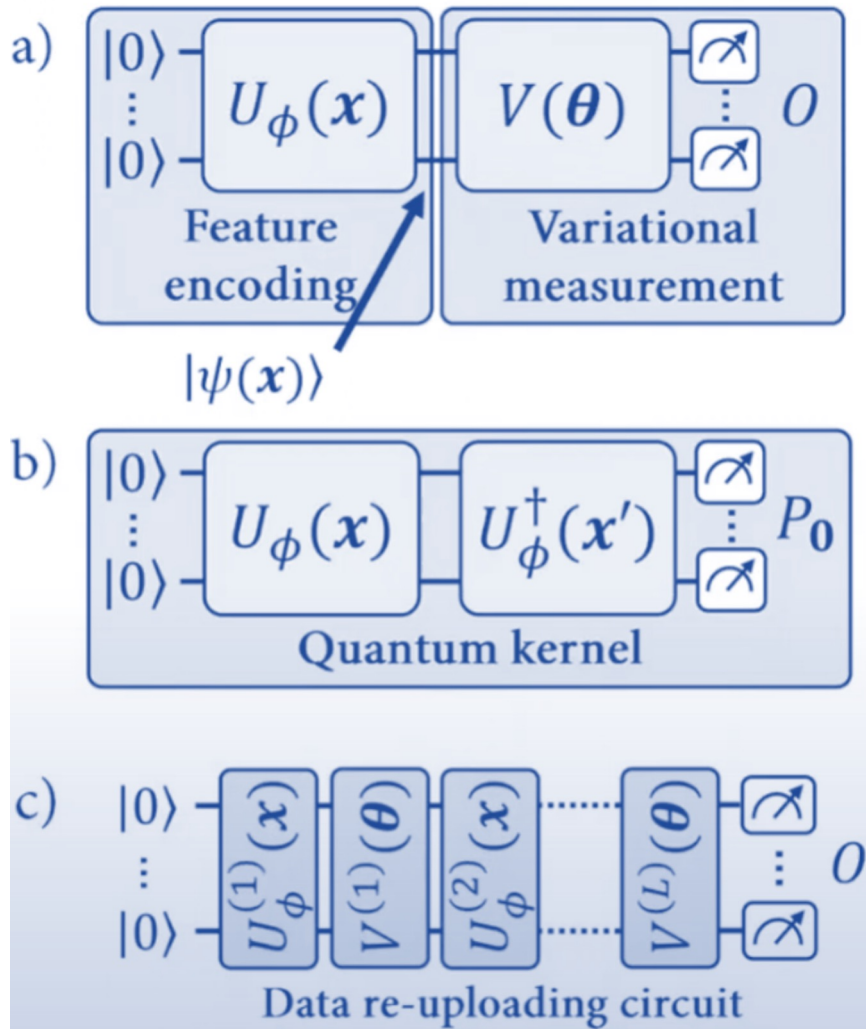 a) |0⟩ U_ϕ(x) V(θ)
⋮ ⋮ O
|0⟩
Feature encoding
Variational measurement
|ψ(x)⟩
b) |0⟩ U_ϕ(x) U_ϕ^†(x′)
⋮ ⋮ P_0
|0⟩
Quantum kernel
c) |0⟩ U_ϕ^(1)(x) V^(1)(θ) U_ϕ^(2)(x) V^(L)(θ)
⋮ ⋮ O
|0⟩
Data re-uploading circuit